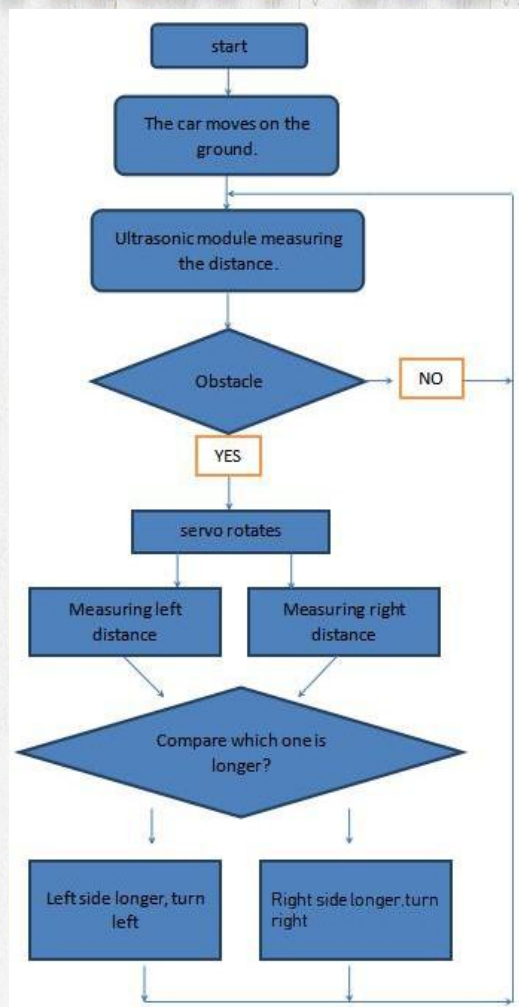 start
The car moves on the
ground.
Ultrasonic module measuring
the distance.
Obstacle
NO
YES
servo rotates
Measuring left
distance
Measuring right
distance
Compare which one is
longer?
Left side longer, turn
left
Right side longer.turn
right